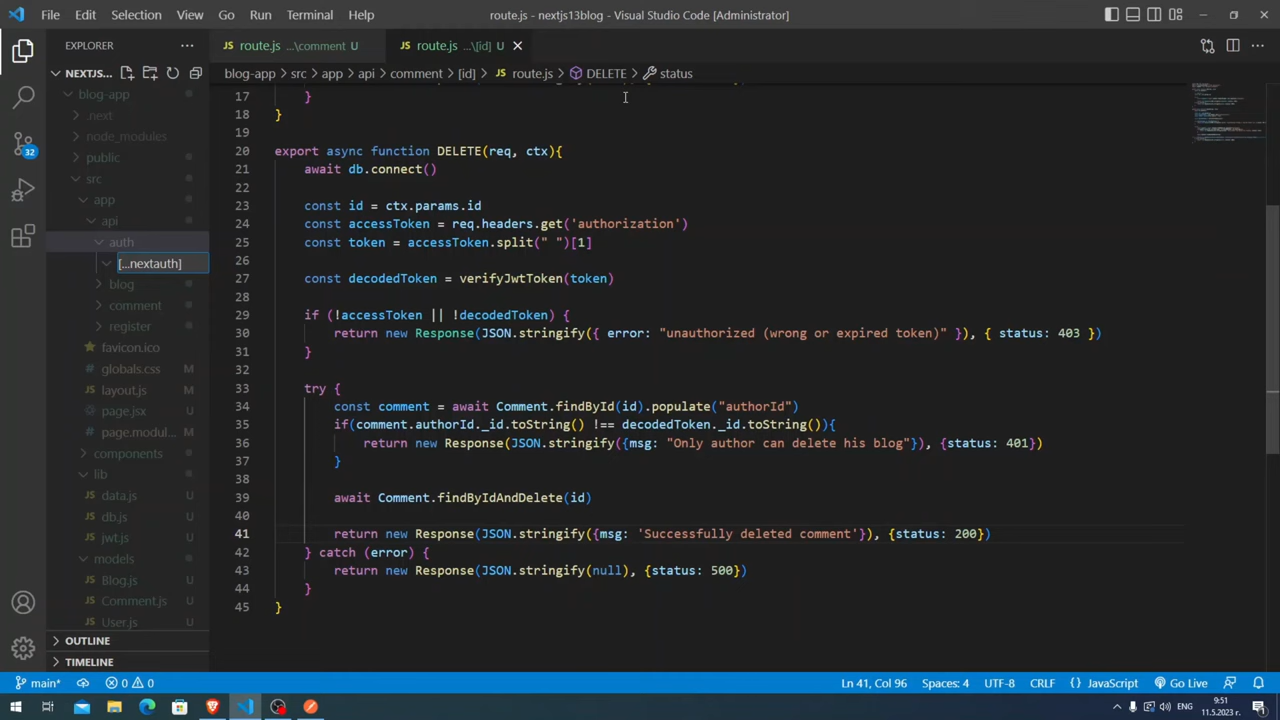 File Edit Selection View Go Run Terminal Help route.js - nextjs13blog - Visual Studio Code [Administrator]
EXPLORER
route.js ...\comment U
route.js ...\[id] U
NEXTJS...
blog-app > src > app > api > comment > [id] > route.js > DELETE > status
blog-app
.next
node_modules
public
src
app
api
auth
[...nextauth]
blog
comment
register
favicon.ico
globals.css M
layout.js M
page.jsx
page.modul... M
components
lib
data.js
db.js
jwt.js
models
Blog.js
Comment.js
User.js
OUTLINE
TIMELINE
32
17 }
18 }
19
20 export async function DELETE(req, ctx){
21 await db.connect()
22
23 const id = ctx.params.id
24 const accessToken = req.headers.get('authorization')
25 const token = accessToken.split(" ")[1]
26
27 const decodedToken = verifyJwtToken(token)
28
29 if (!accessToken || !decodedToken) {
30 return new Response(JSON.stringify({ error: "unauthorized (wrong or expired token)" }), { status: 403 })
31 }
32
33 try {
34 const comment = await Comment.findById(id).populate("authorId")
35 if(comment.authorId._id.toString() !== decodedToken._id.toString()){
36 return new Response(JSON.stringify({msg: "Only author can delete his blog"}), {status: 401})
37 }
38
39 await Comment.findByIdAndDelete(id)
40
41 return new Response(JSON.stringify({msg: 'Successfully deleted comment'}), {status: 200})
42 } catch (error) {
43 return new Response(JSON.stringify(null), {status: 500})
44 }
45 }
main* 0 0 Ln 41, Col 96 Spaces: 4 UTF-8 CRLF {} JavaScript Go Live
ENG 9:51
11.5.2023 г.